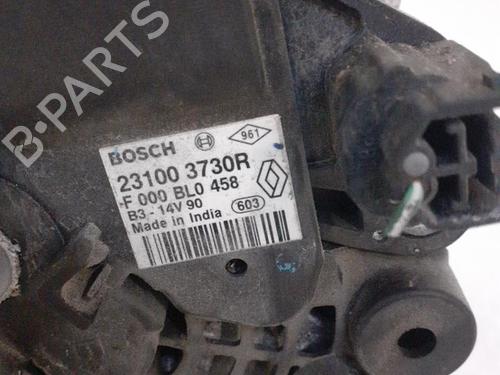 B-PARTS
BOSCH
961
23100 3730R
F 000 BL0 458
B3 - 14V 90
603
Made in India